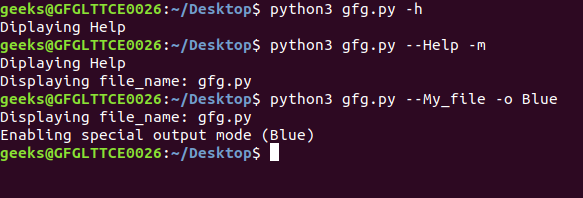 geeks@GFGLTTCE0026:~/Desktop$ python3 gfg.py -h
Diplaying Help
geeks@GFGLTTCE0026:~/Desktop$ python3 gfg.py --Help -m
Diplaying Help
Displaying file_name: gfg.py
geeks@GFGLTTCE0026:~/Desktop$ python3 gfg.py --My_file -o Blue
Displaying file_name: gfg.py
Enabling special output mode (Blue)
geeks@GFGLTTCE0026:~/Desktop$